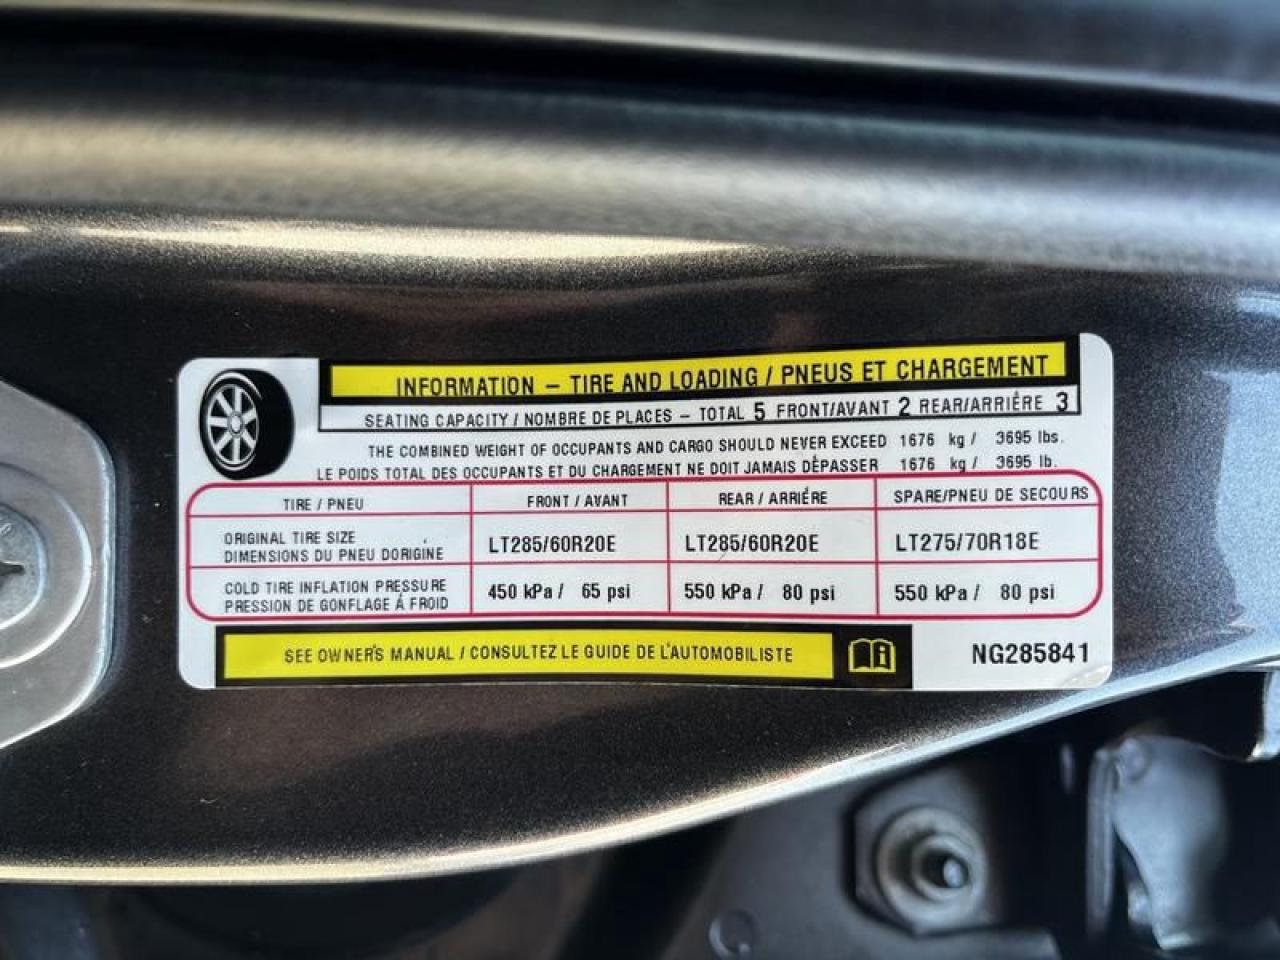 INFORMATION – TIRE AND LOADING / PNEUS ET CHARGEMENT
SEATING CAPACITY / NOMBRE DE PLACES – TOTAL 5 FRONT/AVANT 2 REAR/ARRIÈRE 3
THE COMBINED WEIGHT OF OCCUPANTS AND CARGO SHOULD NEVER EXCEED 1676 kg / 3695 lbs.
LE POIDS TOTAL DES OCCUPANTS ET DU CHARGEMENT NE DOIT JAMAIS DÉPASSER 1676 kg / 3695 lb.
TIRE / PNEU FRONT / AVANT REAR / ARRIÈRE SPARE/PNEU DE SECOURS
ORIGINAL TIRE SIZE
DIMENSIONS DU PNEU DORIGINE LT285/60R20E LT285/60R20E LT275/70R18E
COLD TIRE INFLATION PRESSURE
PRESSION DE GONFLAGE À FROID 450 kPa / 65 psi 550 kPa / 80 psi 550 kPa / 80 psi
SEE OWNER'S MANUAL / CONSULTEZ LE GUIDE DE L'AUTOMOBILISTE NG285841